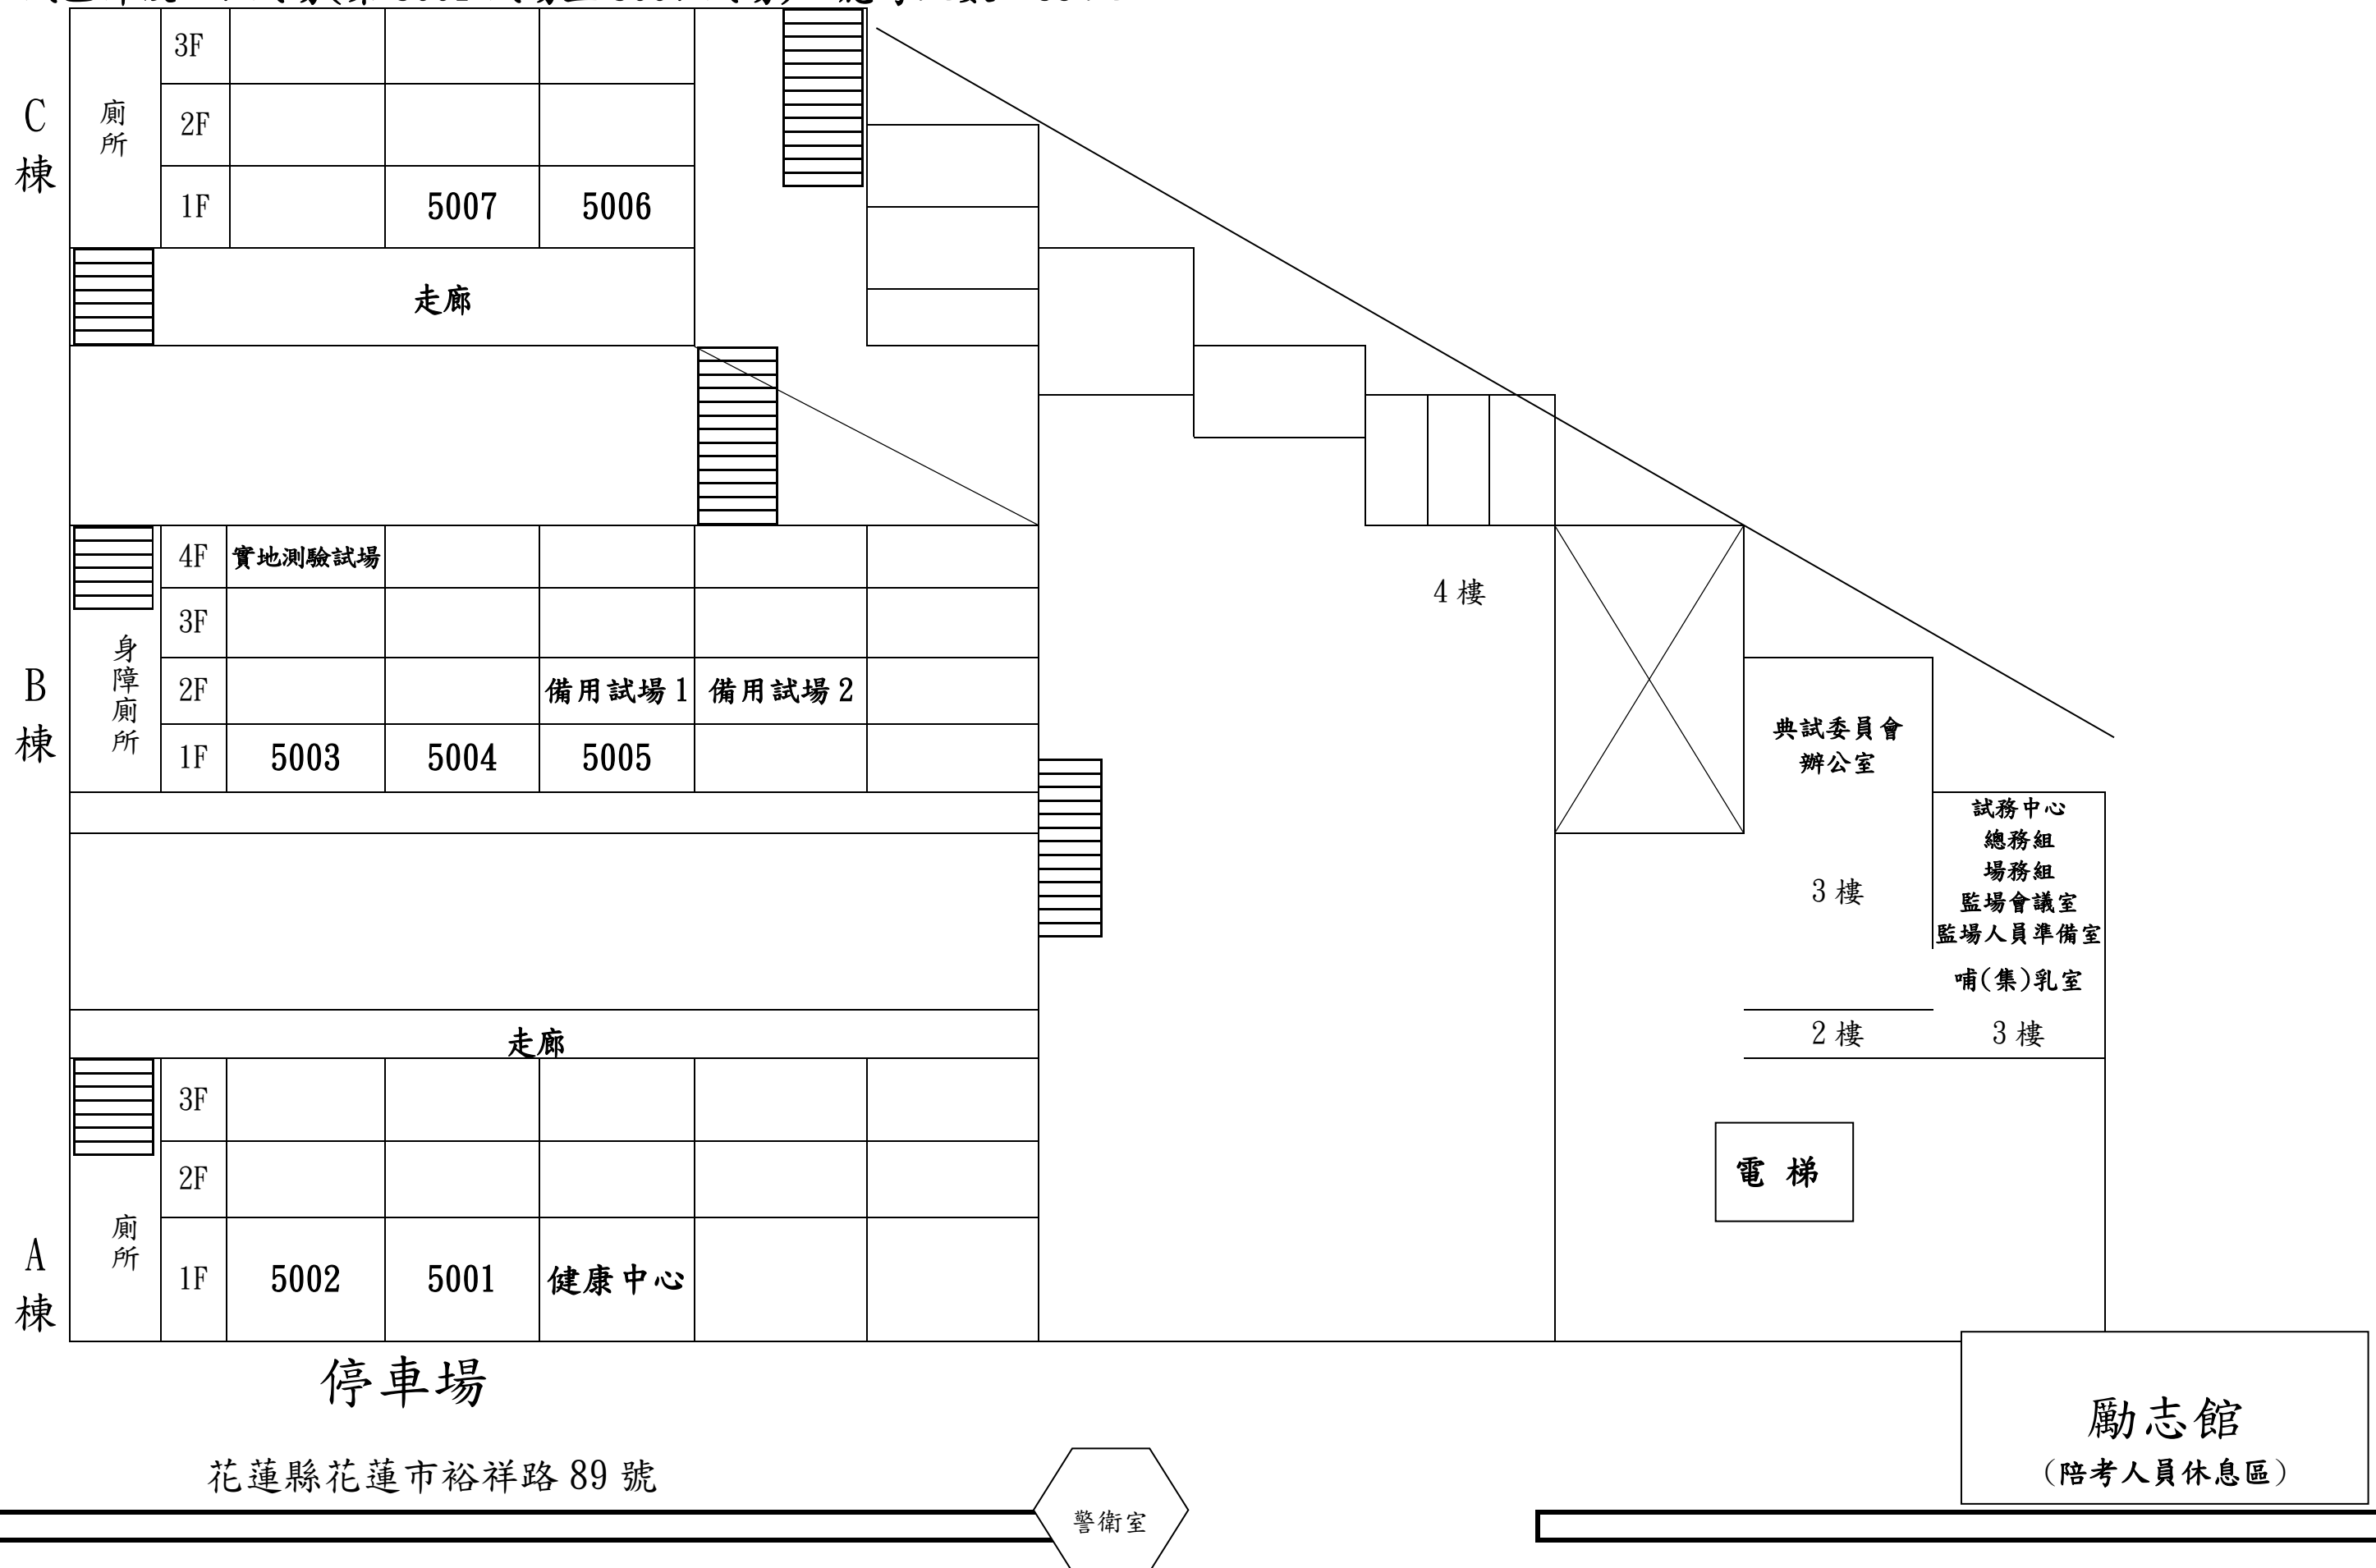 3F
C
棟
廁所
2F
1F
5007
5006
走廊
4F
實地測驗試場
4 樓
3F
身障廁所
B
棟
2F
備用試場 1
備用試場 2
典試委員會
辦公室
1F
5003
5004
5005
試務中心
總務組
場務組
監場會議室
監場人員準備室
3 樓
哺(集)乳室
2 樓
3 樓
走廊
3F
2F
電 梯
廁所
A
棟
1F
5002
5001
健康中心
停車場
勵志館
(陪考人員休息區)
花蓮縣花蓮市裕祥路 89 號
警衛室